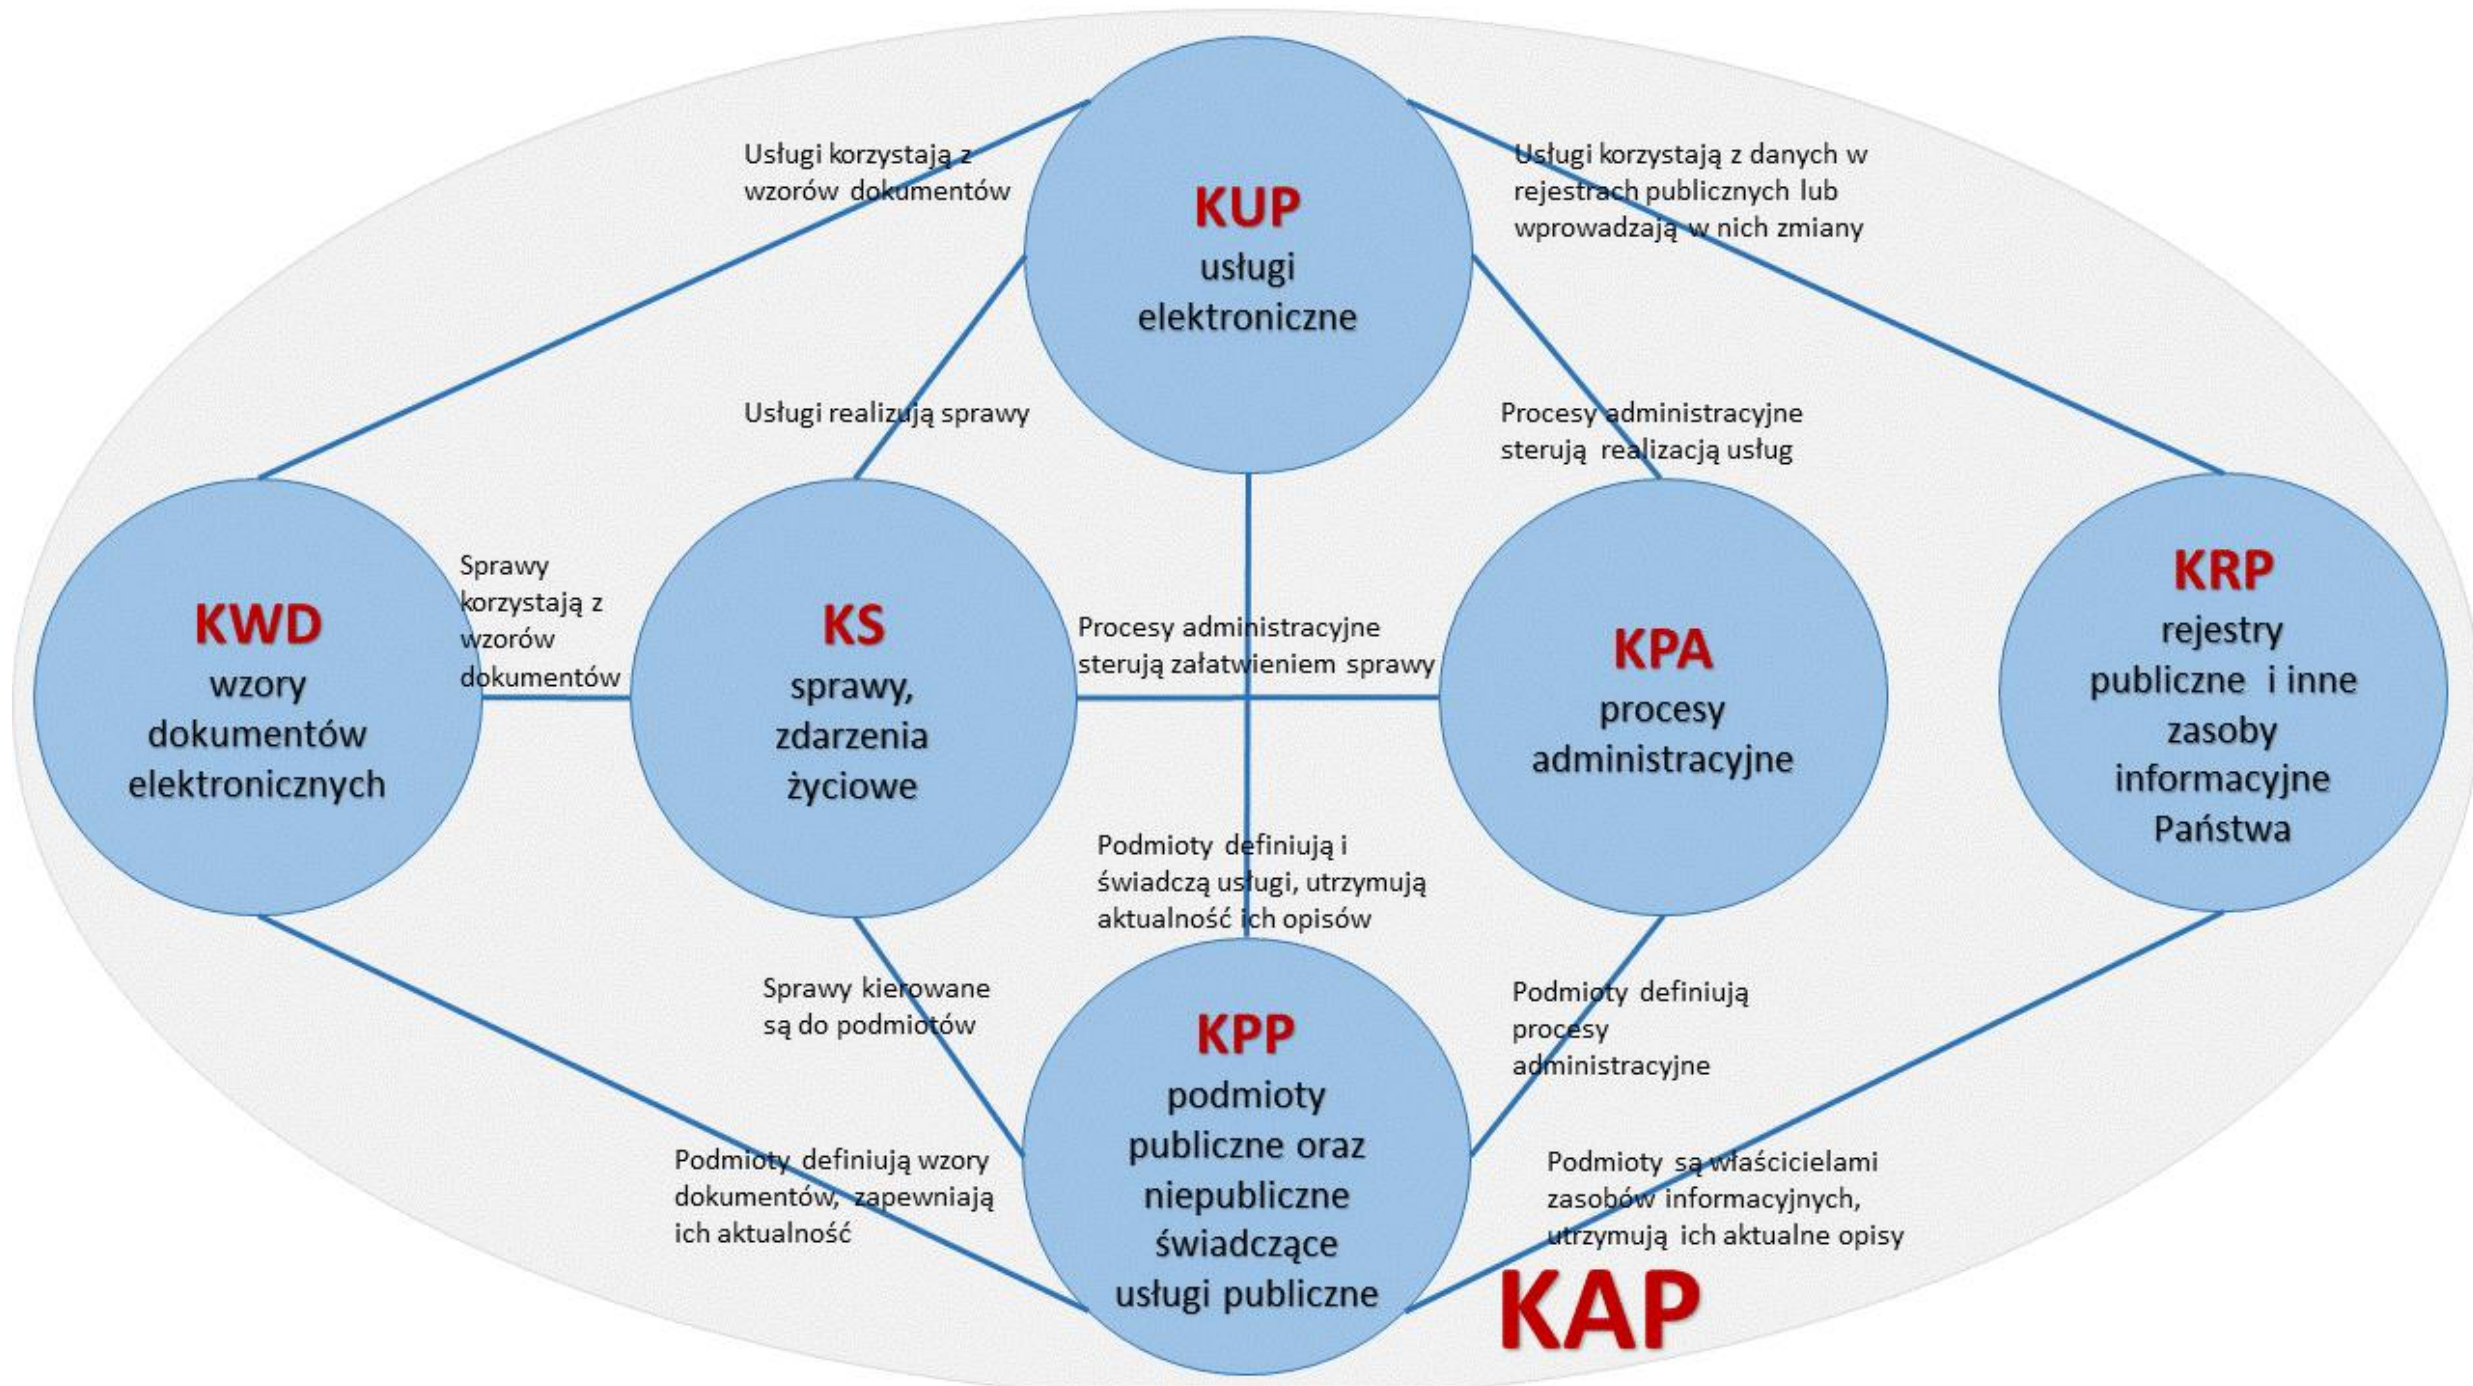 Usługi korzystają z
wzorów dokumentów
KUP
usługi
elektroniczne
Usługi korzystają z danych w
rejestrach publicznych lub
wprowadzają w nich zmiany
Usługi realizują sprawy
Procesy administracyjne
sterują realizacją usług
KWD
wzory
dokumentów
elektronicznych
Sprawy
korzystają z
wzorów
dokumentów
KS
sprawy,
zdarzenia
życiowe
Procesy administracyjne
sterują załatwieniem sprawy
KPA
procesy
administracyjne
KRP
rejestry
publiczne i inne
zasoby
informacyjne
Państwa
Podmioty definiują i
świadczą usługi, utrzymują
aktualność ich opisów
Sprawy kierowane
są do podmiotów
KPP
podmioty
publiczne oraz
niepubliczne
świadczące
usługi publiczne
Podmioty definiują
procesy
administracyjne
Podmioty definiują wzory
dokumentów, zapewniają
ich aktualność
Podmioty są właścicielami
zasobów informacyjnych,
utrzymują ich aktualne opisy
KAP